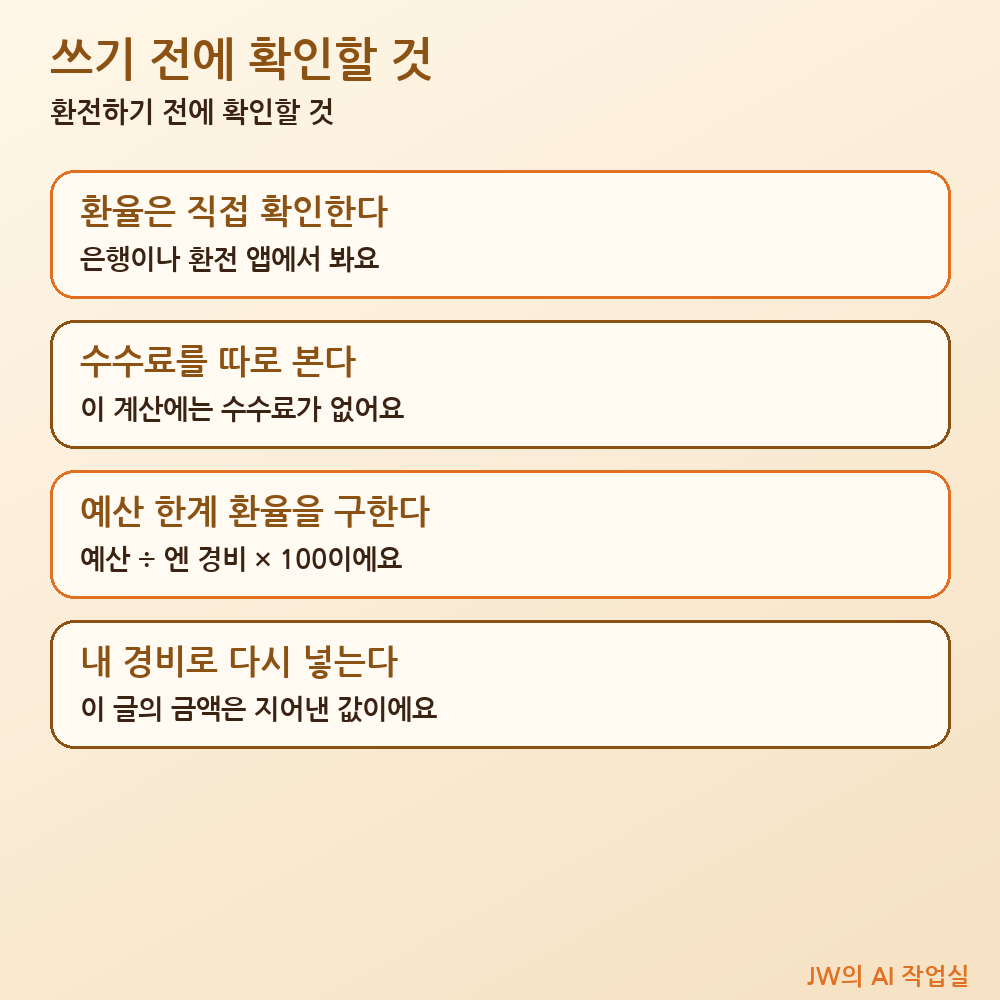 쓰기 전에 확인할 것
환전하기 전에 확인할 것
환율은 직접 확인한다
은행이나 환전 앱에서 봐요
수수료를 따로 본다
이 계산에는 수수료가 없어요
예산 한계 환율을 구한다
예산 ÷ 엔 경비 × 100이에요
내 경비로 다시 넣는다
이 글의 금액은 지어낸 값이에요
JW의 AI 작업실